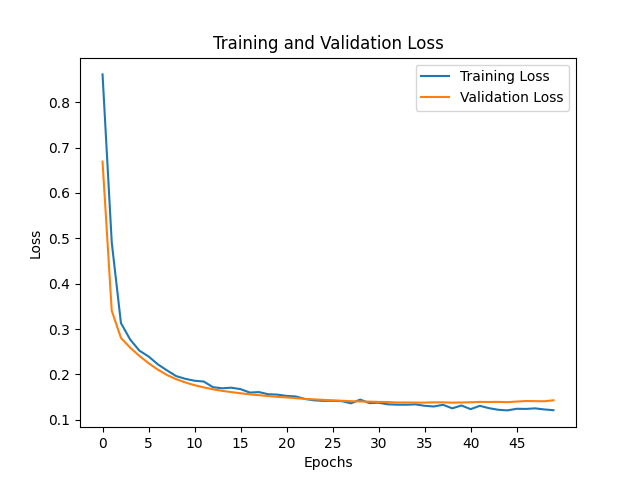 Training and Validation Loss
Training Loss
Validation Loss
Loss
0.8
0.7
0.6
0.5
0.4
0.3
0.2
0.1
0 5 10 15 20 25 30 35 40 45
Epochs